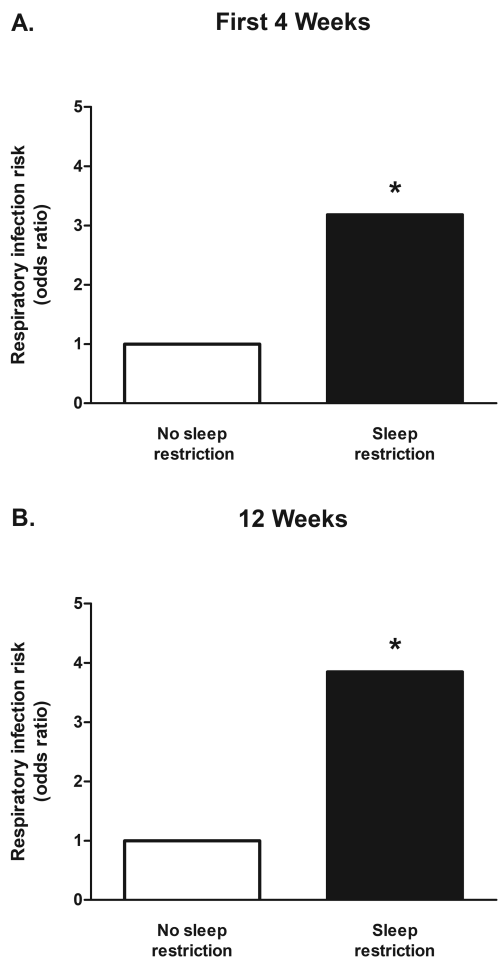 A.
First 4 Weeks
Respiratory infection risk
(odds ratio)
5
4
3
2
1
0
*
No sleep
restriction
Sleep
restriction
B.
12 Weeks
Respiratory infection risk
(odds ratio)
5
4
3
2
1
0
*
No sleep
restriction
Sleep
restriction